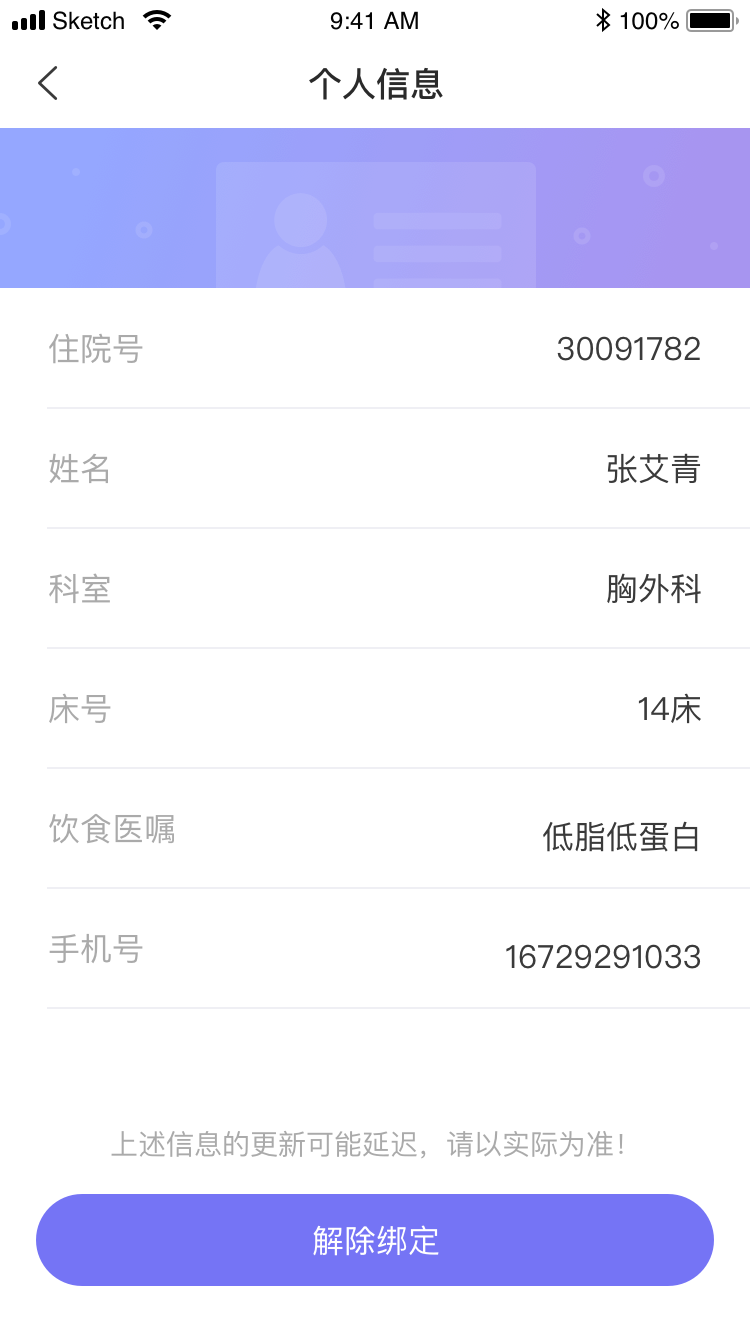 Sketch 9:41 AM 100%
个人信息
住院号 30091782
姓名 张艾青
科室 胸外科
床号 14床
饮食医嘱 低脂低蛋白
手机号 16729291033
上述信息的更新可能延迟，请以实际为准！
解除绑定